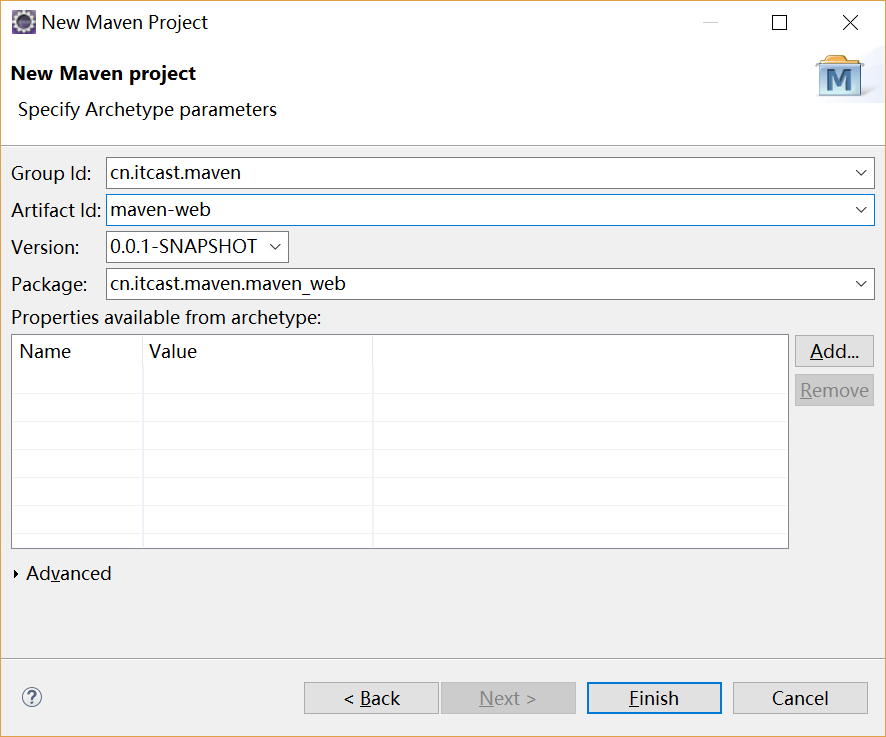 New Maven Project
New Maven project
Specify Archetype parameters
M
Group Id: cn.itcast.maven
Artifact Id: maven-web
Version: 0.0.1-SNAPSHOT
Package: cn.itcast.maven.maven_web
Properties available from archetype:
Name Value
Add...
Remove
Advanced
? < Back Next > Finish Cancel